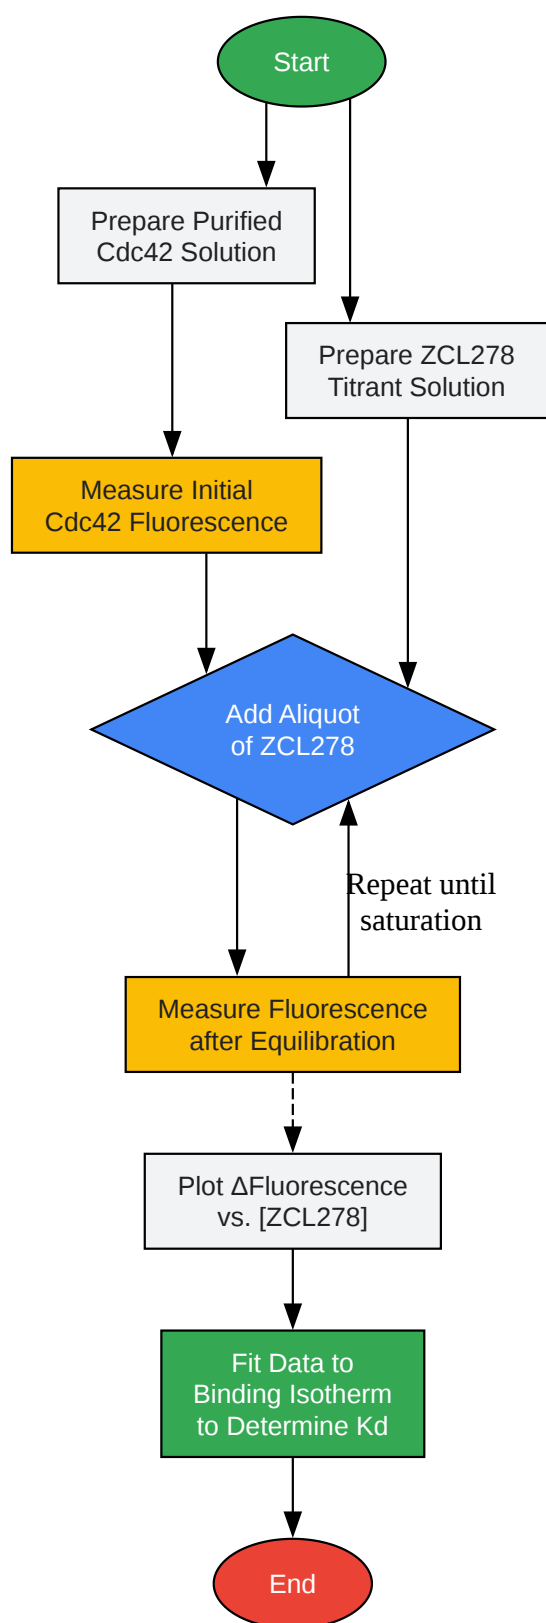 Start
Prepare Purified
Cdc42 Solution
Prepare ZCL278
Titrant Solution
Measure Initial
Cdc42 Fluorescence
Add Aliquot
of ZCL278
Repeat until
saturation
Measure Fluorescence
after Equilibration
Plot ΔFluorescence
vs. [ZCL278]
Fit Data to
Binding Isotherm
to Determine Kd
End